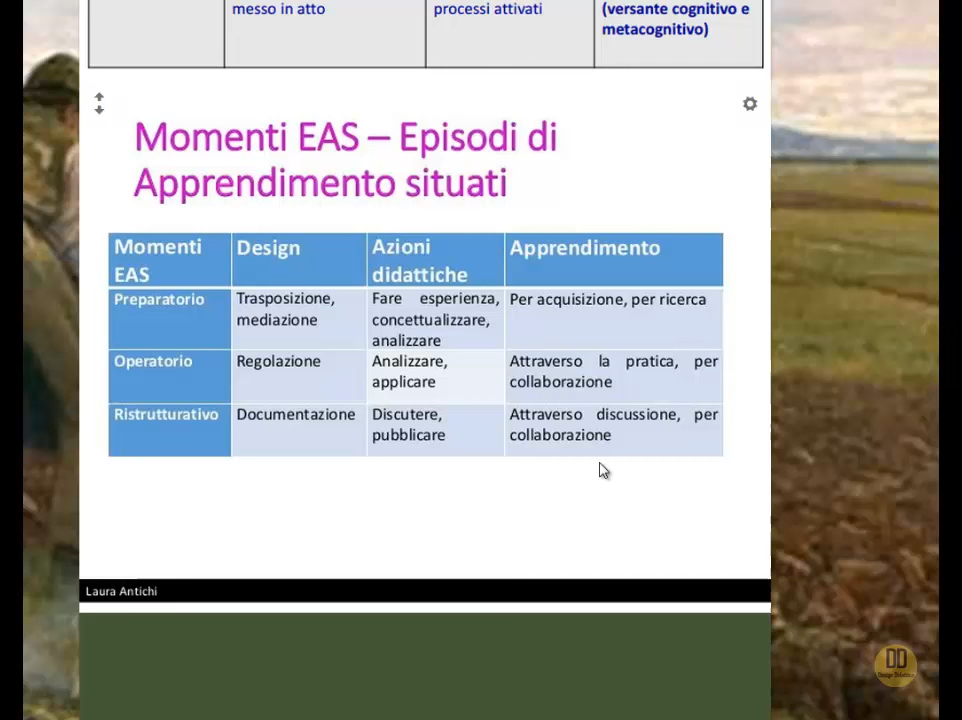 messo in atto
processi attivati
(versante cognitivo e
metacognitivo)
Momenti EAS – Episodi di
Apprendimento situati
Momenti
EAS
Design
Azioni
didattiche
Apprendimento
Preparatorio
Trasposizione,
mediazione
Fare esperienza,
concettualizzare,
analizzare
Per acquisizione, per ricerca
Operatorio
Regolazione
Analizzare,
applicare
Attraverso la pratica, per
collaborazione
Ristrutturativo
Documentazione
Discutere,
pubblicare
Attraverso discussione, per
collaborazione
Laura Antichi
DD